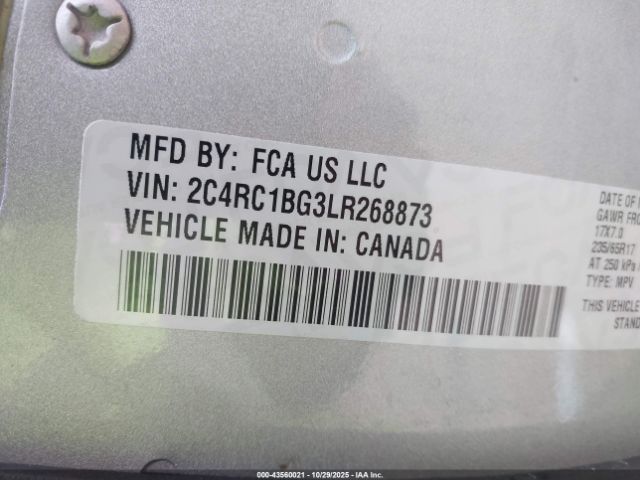 MFD BY: FCA US LLC
VIN: 2C4RC1BG3LR268873
VEHICLE MADE IN: CANADA
DATE OF
GAWR FRO
17X7.0
235/65R17
AT 250 kPa
TYPE: MPV
THIS VEHICLE
STAND
000-43560021 | 10/29/2025 | IAA Inc.